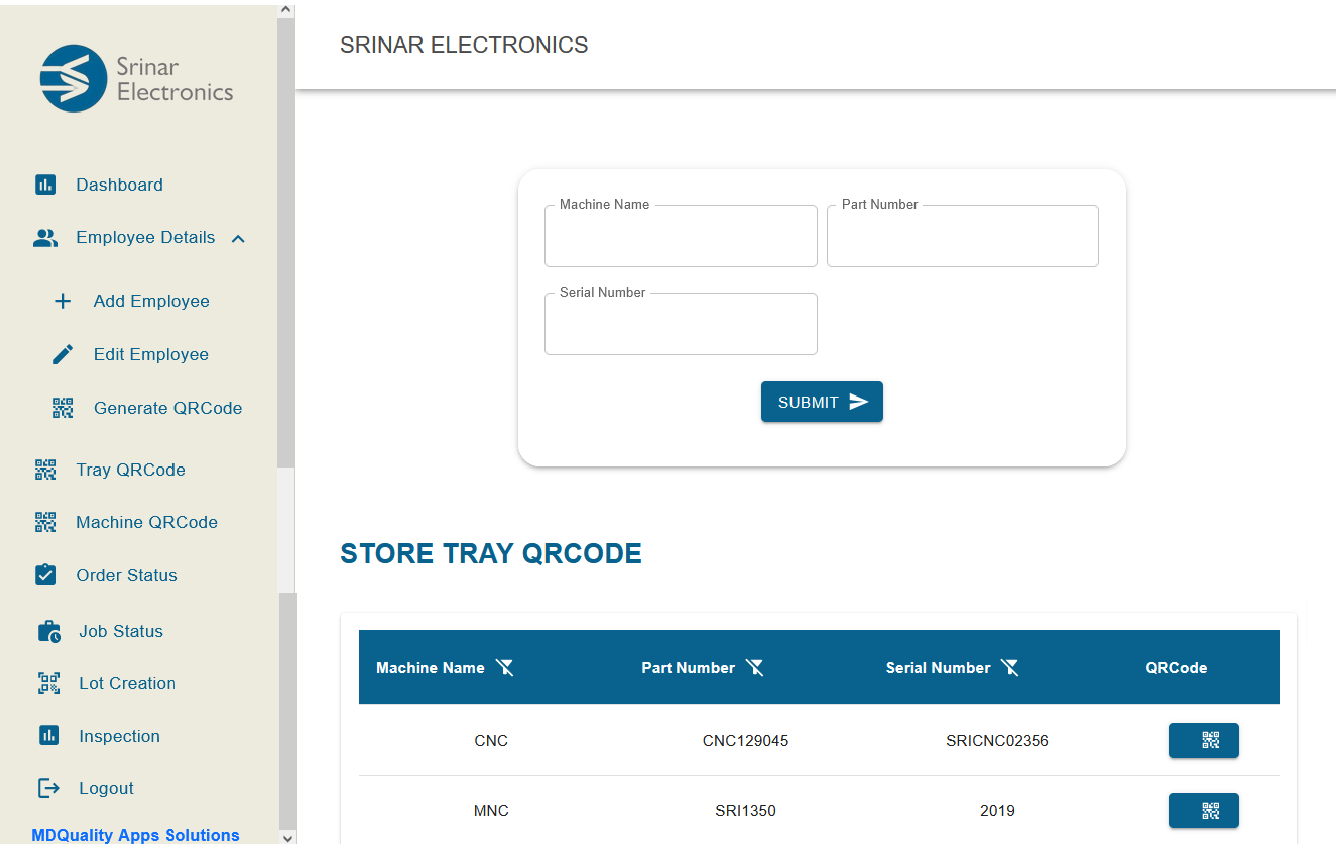 Srinar
Electronics
Dashboard
Employee Details
Add Employee
Edit Employee
Generate QRCode
Tray QRCode
Machine QRCode
Order Status
Job Status
Lot Creation
Inspection
Logout
MDQuality Apps Solutions
SRINAR ELECTRONICS
Machine Name Part Number
Serial Number
SUBMIT
STORE TRAY QRCODE
Machine Name Part Number Serial Number QRCode
CNC CNC129045 SRICNC02356
MNC SRI1350 2019